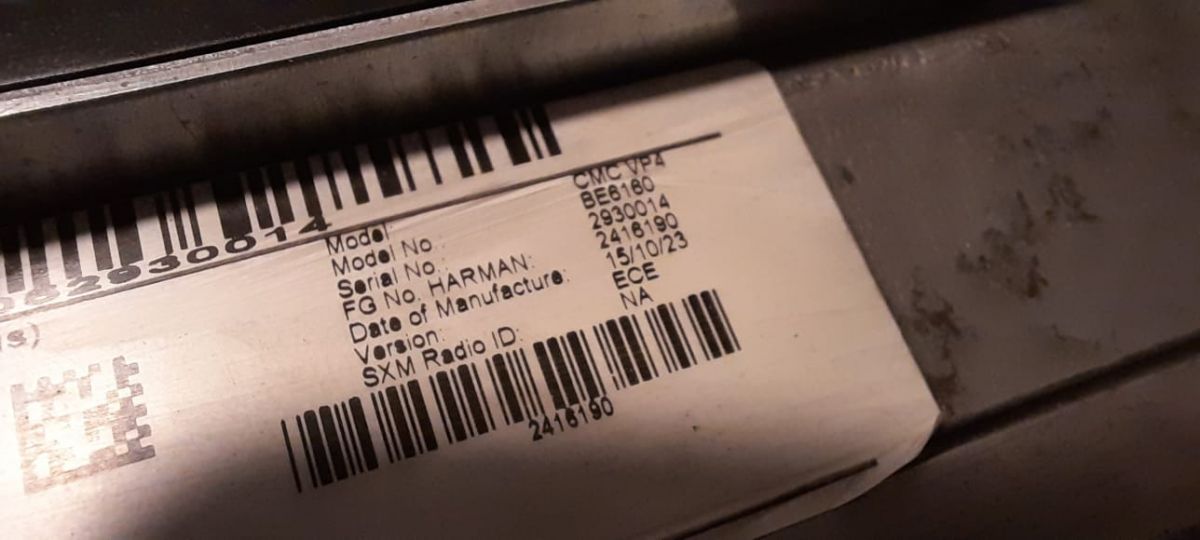 2930014
(s)
Model: CMC VP4
Model No.: BE6160
Serial No.: 2930014
FG No. HARMAN: 2416190
Date of Manufacture: 15/10/23
Version: ECE
SXM Radio ID: NA
2416190